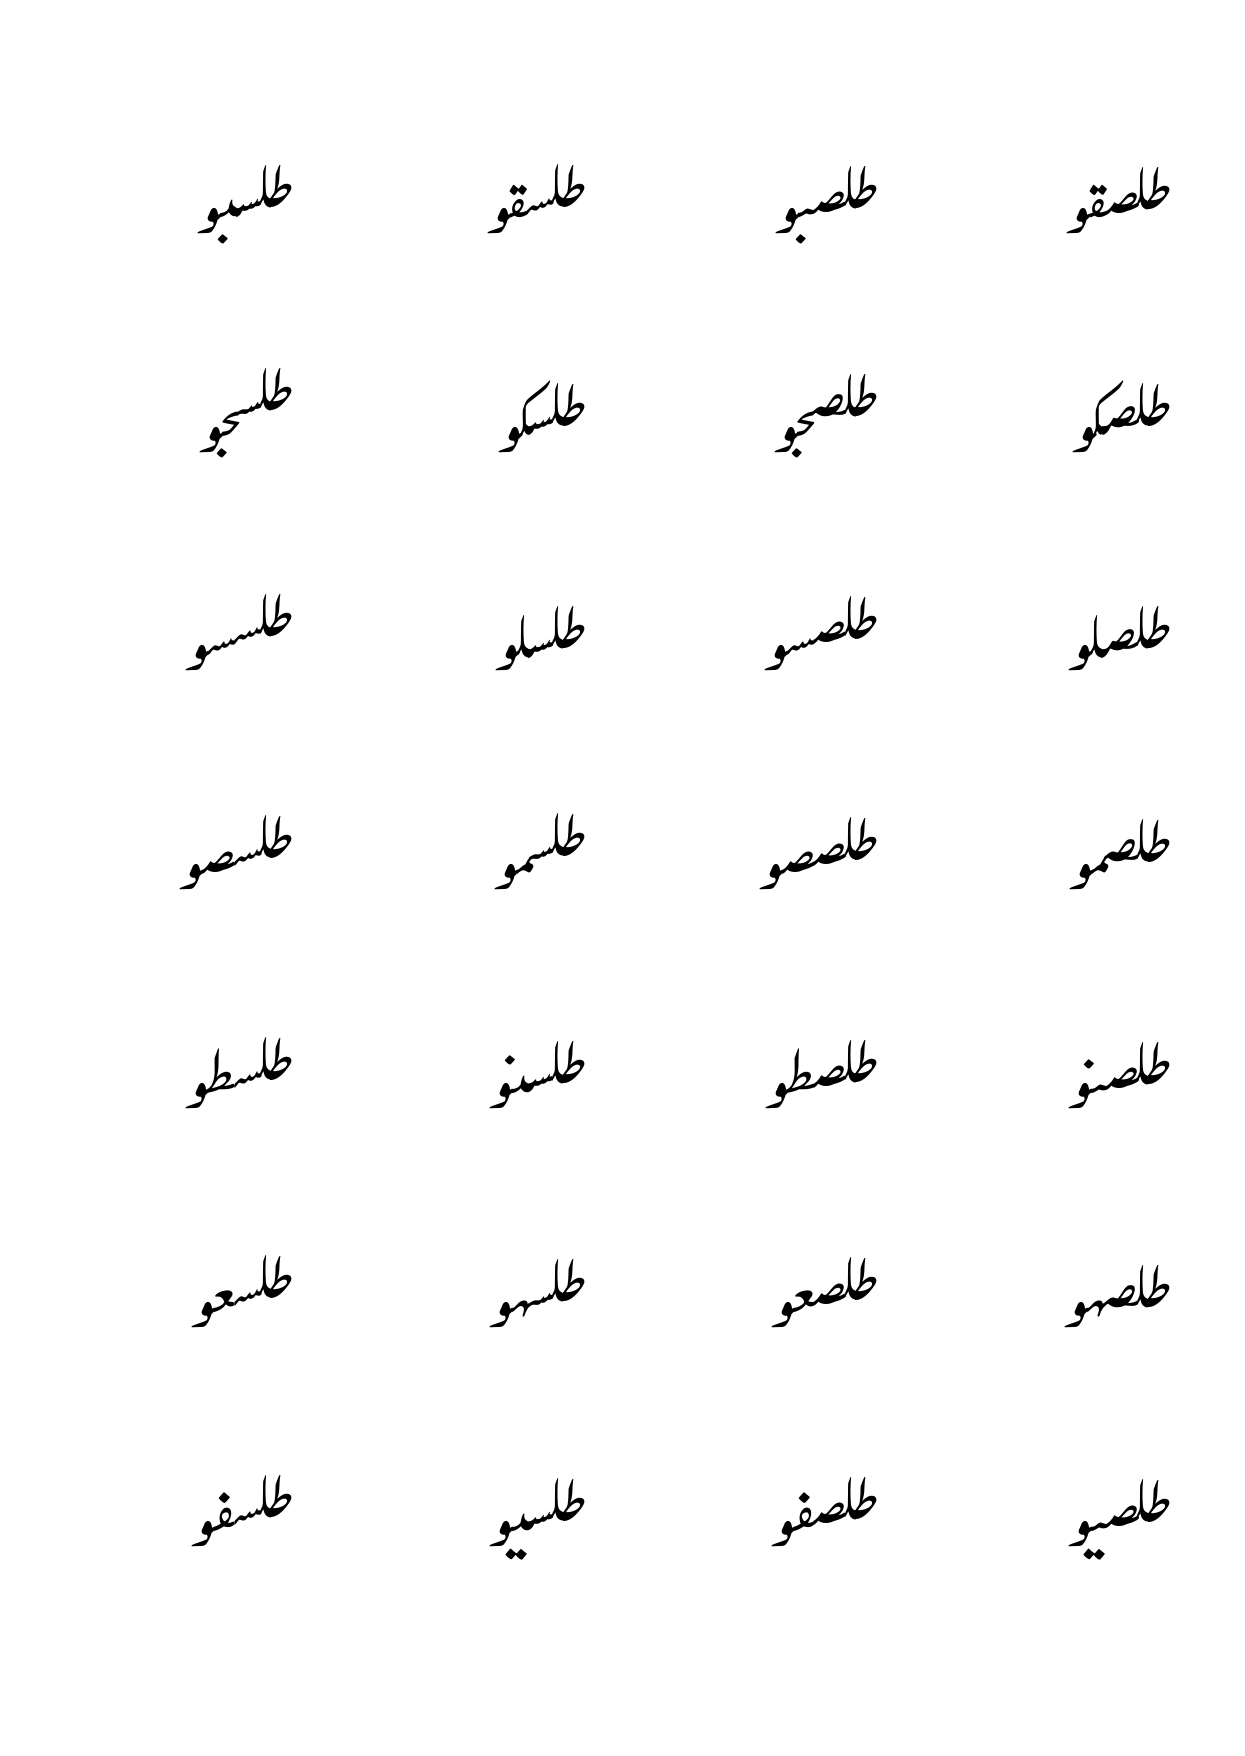 طلصقو طلصبو طلسقو طلسبو
طلصكو طلصجو طلسكو طلسجو
طلصلو طلصسو طلسلو طلسسو
طلصمو طلصصو طلسمو طلسصو
طلصنو طلصطو طلسنو طلسطو
طلصهو طلصعو طلسهو طلسعو
طلصيو طلصفو طلسيو طلسفو